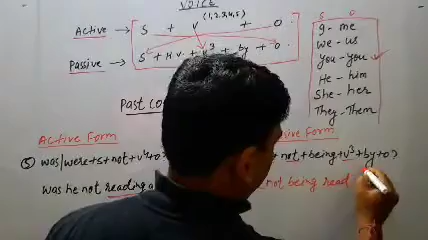 VOICE
(1,2,3,4,5)
Active → S + V + O
Passive → S + H.V. + V³ + by + O
S O
I - me
We - us
you - you
He - him
She - her
They - Them
Past Co
Active Form
⑤ was/were+s+not+v⁴+o?
was he not reading a
ssive Form
+ not + being + v³ + by + o?
not being read